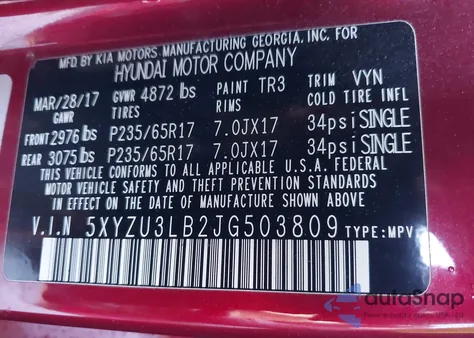 MFD. BY KIA MOTORS MANUFACTURING GEORGIA, INC. FOR
HYUNDAI MOTOR COMPANY
MAR/28/17 GVWR 4872 lbs PAINT TR3 TRIM VYN
GAWR TIRES RIMS COLD TIRE INFL
FRONT 2976 lbs P235/65R17 7.0JX17 34psi SINGLE
REAR 3075 lbs P235/65R17 7.0JX17 34psi SINGLE
THIS VEHICLE CONFORMS TO ALL APPLICABLE U.S.A. FEDERAL
MOTOR VEHICLE SAFETY AND THEFT PREVENTION STANDARDS
IN EFFECT ON THE DATE OF MANUFACTURE SHOWN ABOVE.
V.I.N 5XYZU3LB2JG503809 TYPE: MPV
autoSnap